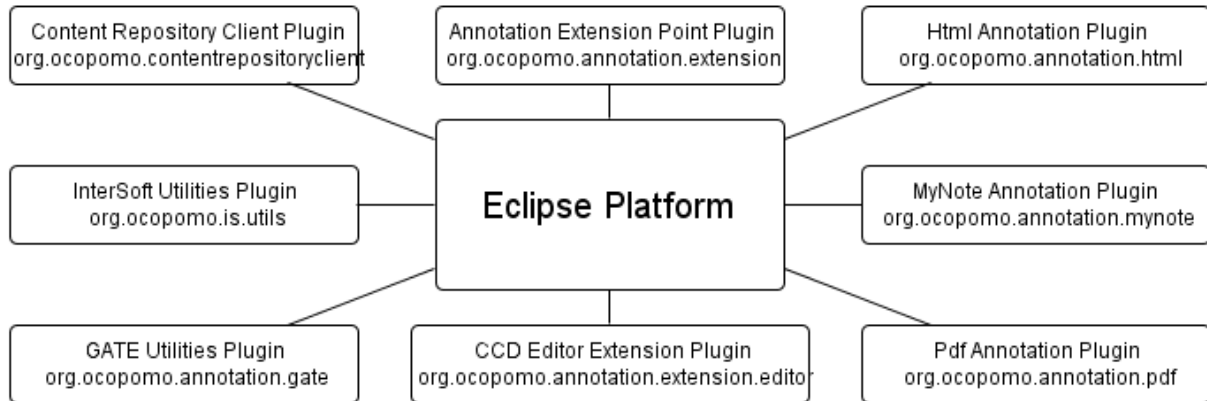 Content Repository Client Plugin
org.ocopomo.contentrepositoryclient
Annotation Extension Point Plugin
org.ocopomo.annotation.extension
Html Annotation Plugin
org.ocopomo.annotation.html
InterSoft Utilities Plugin
org.ocopomo.is.utils
Eclipse Platform
MyNote Annotation Plugin
org.ocopomo.annotation.mynote
GATE Utilities Plugin
org.ocopomo.annotation.gate
CCD Editor Extension Plugin
org.ocopomo.annotation.extension.editor
Pdf Annotation Plugin
org.ocopomo.annotation.pdf